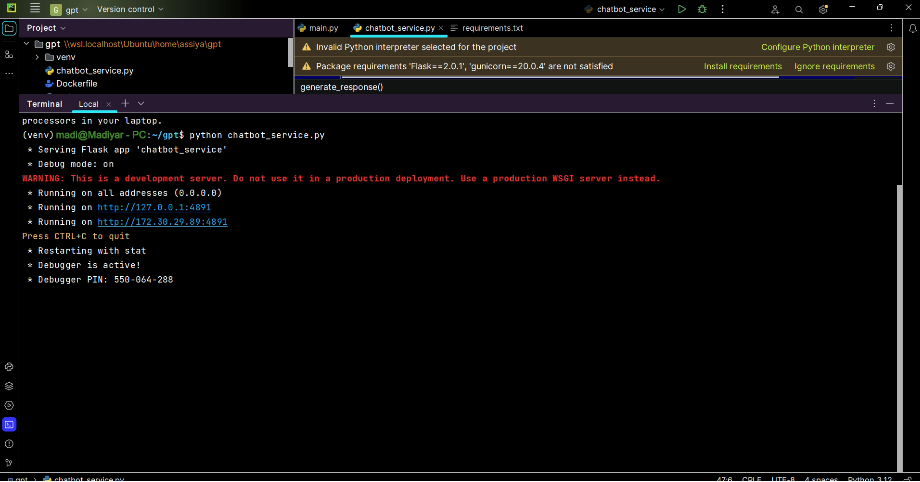 G gpt Version control chatbot_service
Project main.py chatbot_service.py requirements.txt
gpt \\wsl.localhost\Ubuntu\home\assiya\gpt
Invalid Python interpreter selected for the project Configure Python interpreter
venv
chatbot_service.py
Package requirements 'Flask==2.0.1', 'gunicorn==20.0.4' are not satisfied Install requirements Ignore requirements
Dockerfile
generate_response()
Terminal Local
processors in your laptop.
(venv) madi@Madiyar - PC:~/gpt$ python chatbot_service.py
* Serving Flask app 'chatbot_service'
* Debug mode: on
WARNING: This is a development server. Do not use it in a production deployment. Use a production WSGI server instead.
* Running on all addresses (0.0.0.0)
* Running on http://127.0.0.1:4891
* Running on http://172.30.29.89:4891
Press CTRL+C to quit
* Restarting with stat
* Debugger is active!
* Debugger PIN: 550-064-288
gpt > chatbot_service.py 47:6 CRLF UTF-8 4 spaces Python 3.12